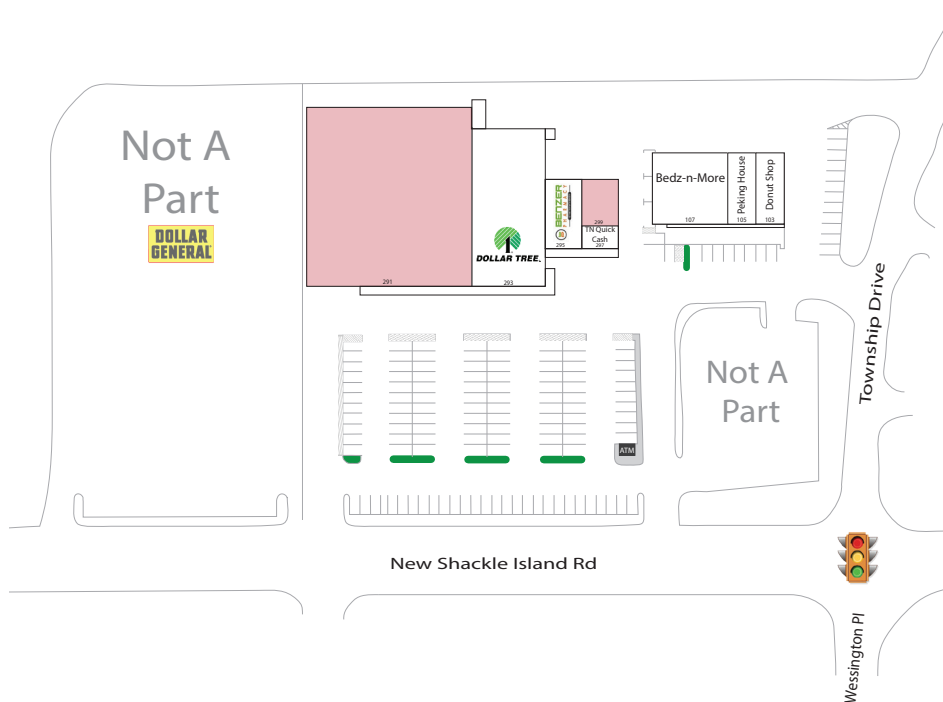 Not A
Part
DOLLAR
GENERAL
291
DOLLAR TREE.
293
BENZER
PHARMACY
295
299
TN Quick
Cash
297
Bedz-n-More
107
Peking House
105
Donut Shop
103
Township Drive
Not A
Part
ATM
New Shackle Island Rd
Wessington Pl